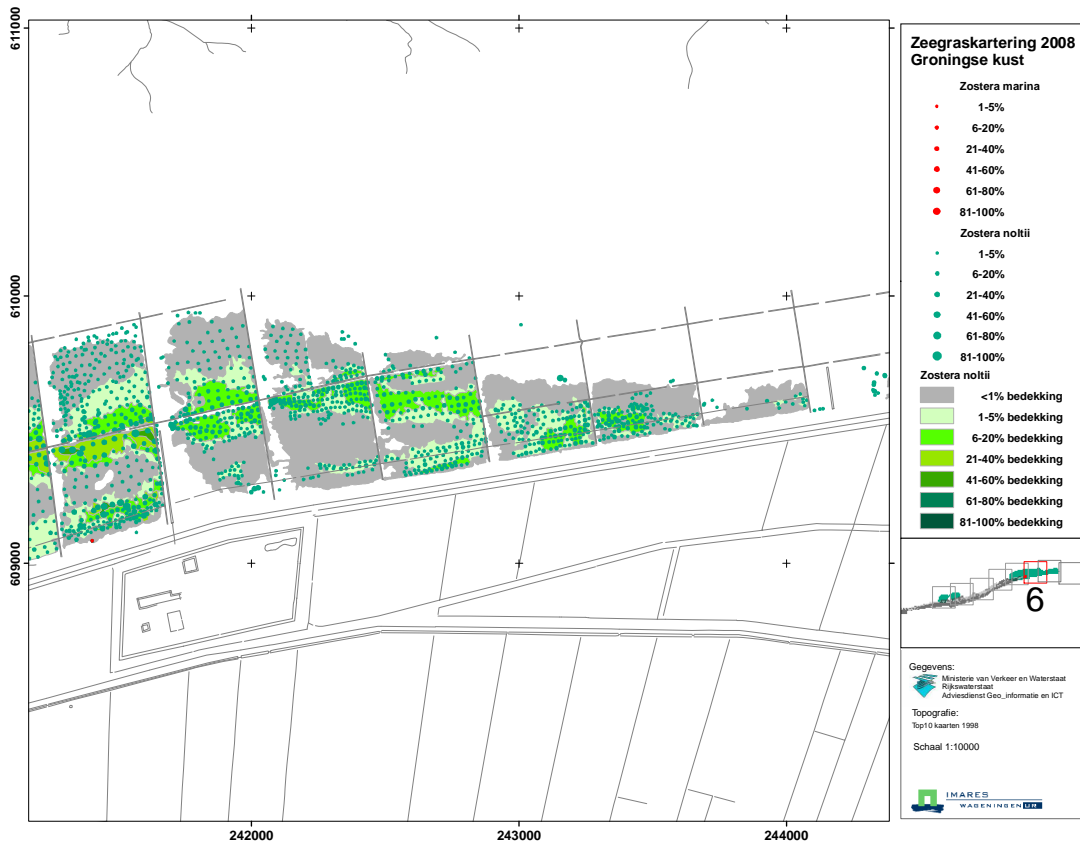 Zeegraskartering 2008
Groningse kust
Zostera marina
1-5%
6-20%
21-40%
41-60%
61-80%
81-100%
Zostera noltii
1-5%
6-20%
21-40%
41-60%
61-80%
81-100%
Zostera noltii
<1% bedekking
1-5% bedekking
6-20% bedekking
21-40% bedekking
41-60% bedekking
61-80% bedekking
81-100% bedekking
6
Gegevens:
Ministerie van Verkeer en Waterstaat
Rijkswaterstaat
Adviesdienst Geo_informatie en ICT
Topografie:
Top10 kaarten 1998
Schaal 1:10000
IMARES
WAGENINGEN UR
611000
610000
609000
242000
243000
244000